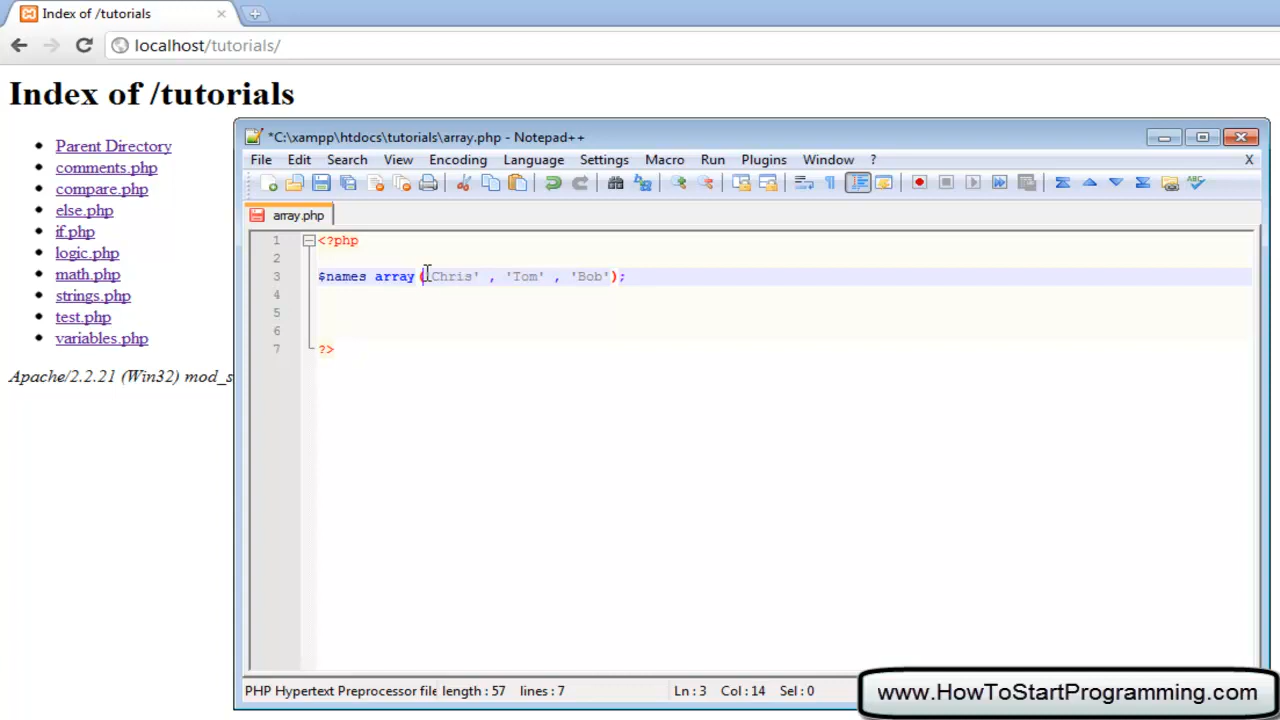 Index of /tutorials
localhost/tutorials/
Index of /tutorials
Parent Directory
comments.php
compare.php
else.php
if.php
logic.php
math.php
strings.php
test.php
variables.php
Apache/2.2.21 (Win32) mod_s
*C:\xampp\htdocs\tutorials\array.php - Notepad++
File Edit Search View Encoding Language Settings Macro Run Plugins Window ? X
array.php
1 <?php
2
3 $names array('Chris' , 'Tom' , 'Bob');
4
5
6
7 ?>
PHP Hypertext Preprocessor file length : 57 lines : 7 Ln : 3 Col : 14 Sel : 0
www.HowToStartProgramming.com